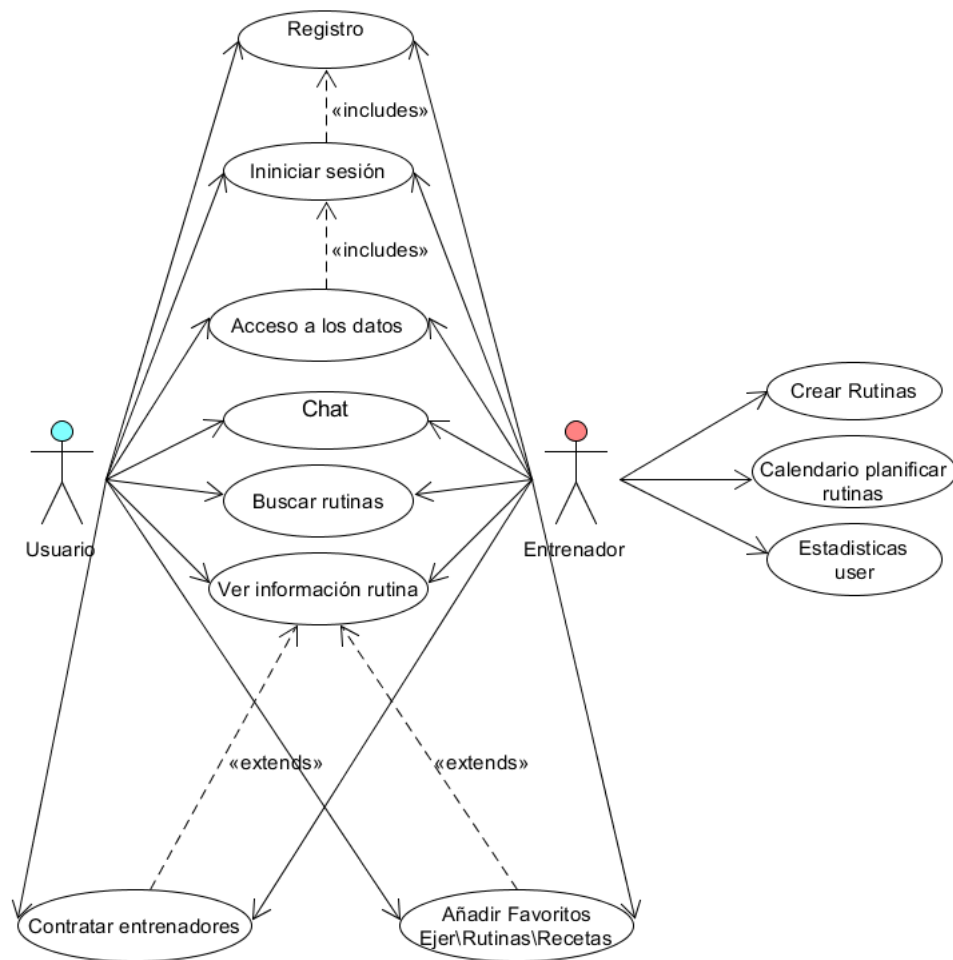 Registro
«includes»
Ininiciar sesión
«includes»
Acceso a los datos
Chat
Buscar rutinas
Ver información rutina
Usuario
Entrenador
Crear Rutinas
Calendario planificar
rutinas
Estadisticas
user
«extends»
«extends»
Contratar entrenadores
Añadir Favoritos
Ejer\Rutinas\Recetas